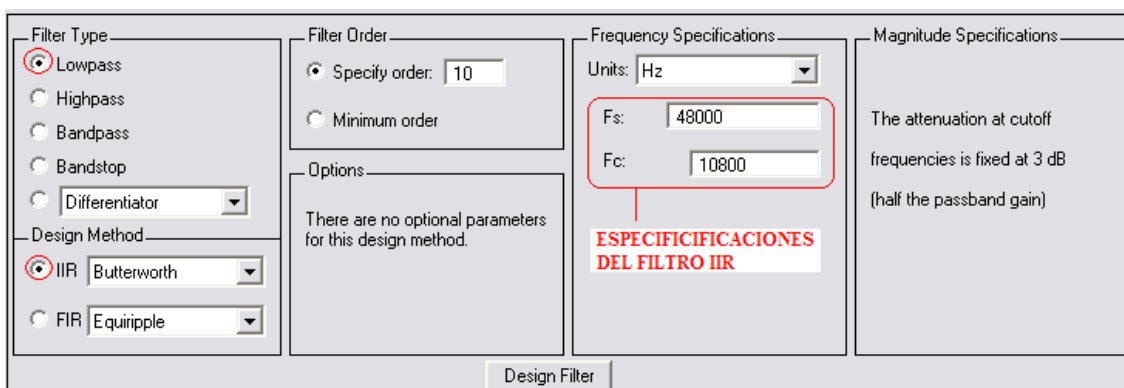 Filter Type
Lowpass
Highpass
Bandpass
Bandstop
Differentiator
Design Method
IIR Butterworth
FIR Equiripple
Filter Order
Specify order: 10
Minimum order
Options
There are no optional parameters
for this design method.
Frequency Specifications
Units: Hz
Fs: 48000
Fc: 10800
ESPECIFICIFICACIONES
DEL FILTRO IIR
Magnitude Specifications
The attenuation at cutoff
frequencies is fixed at 3 dB
(half the passband gain)
Design Filter